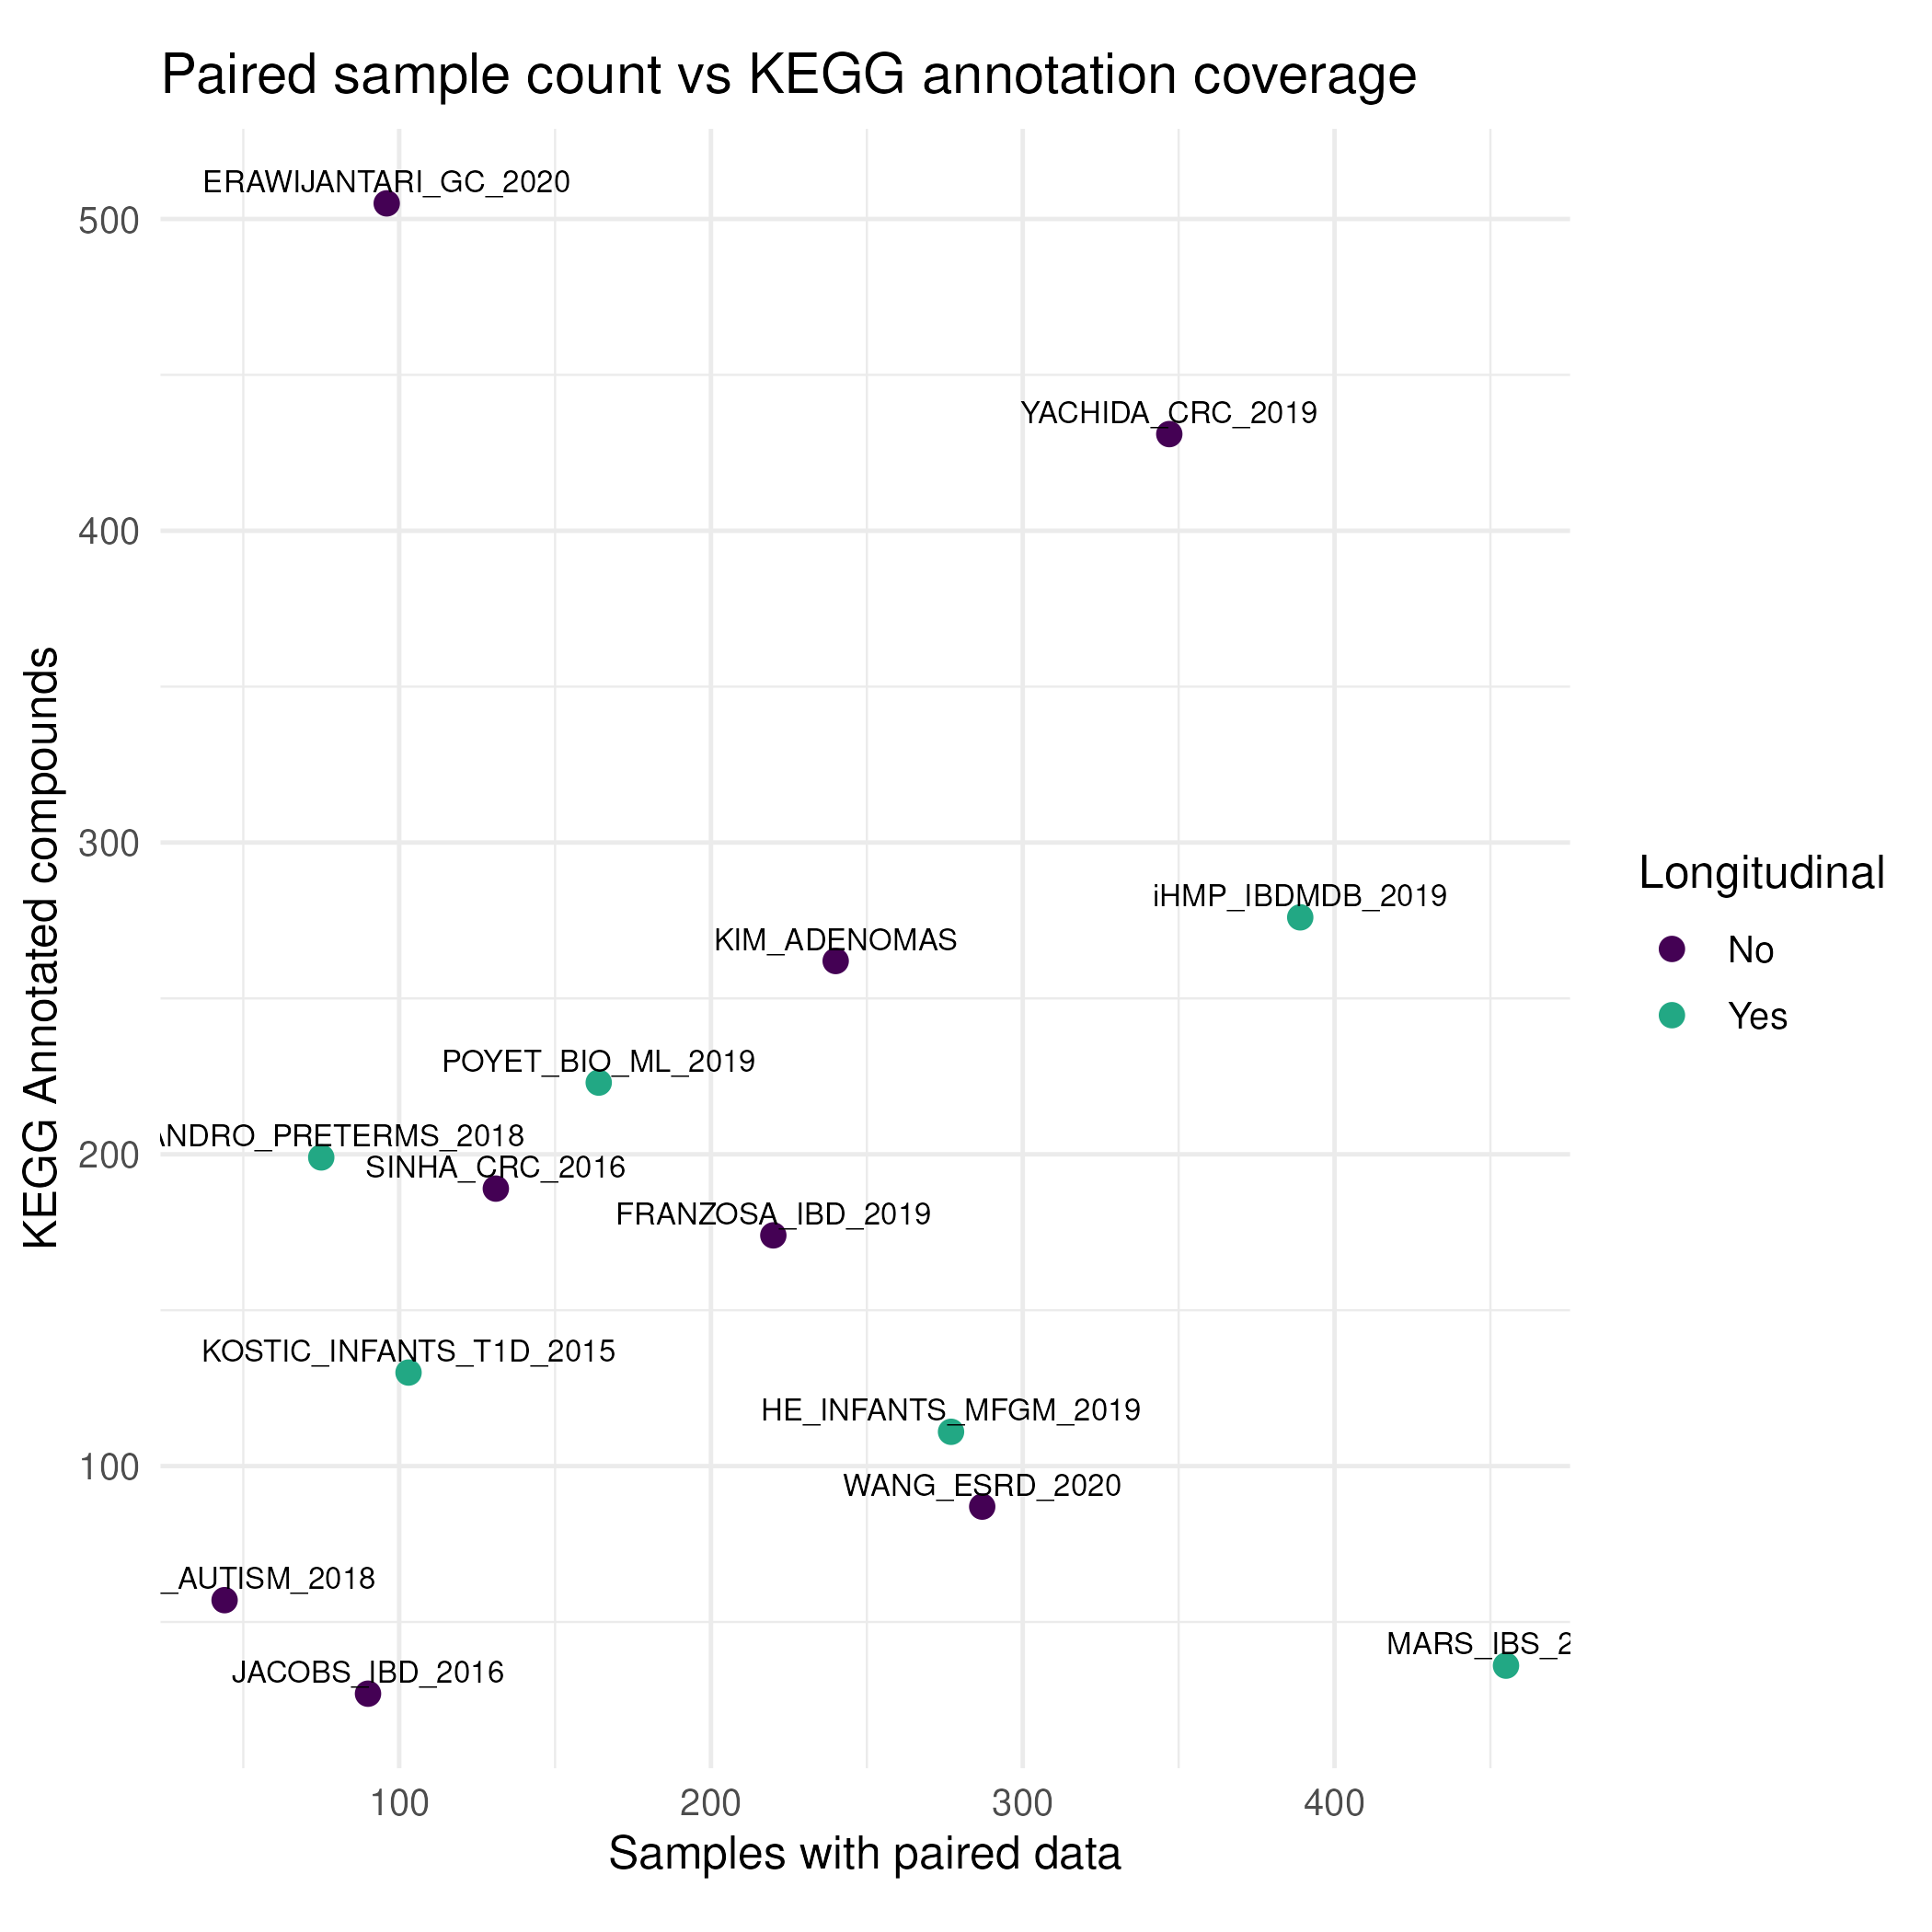 Paired sample count vs KEGG annotation coverage
KEGG Annotated compounds
500
400
300
200
100
ERAWIJANTARI_GC_2020
YACHIDA_CRC_2019
iHMP_IBDMDB_2019
KIM_ADENOMAS
POYET_BIO_ML_2019
ANDRO_PRETERMS_2018
SINHA_CRC_2016
FRANZOSA_IBD_2019
KOSTIC_INFANTS_T1D_2015
HE_INFANTS_MFGM_2019
WANG_ESRD_2020
_AUTISM_2018
MARS_IBS_2
JACOBS_IBD_2016
100 200 300 400
Samples with paired data
Longitudinal
No
Yes